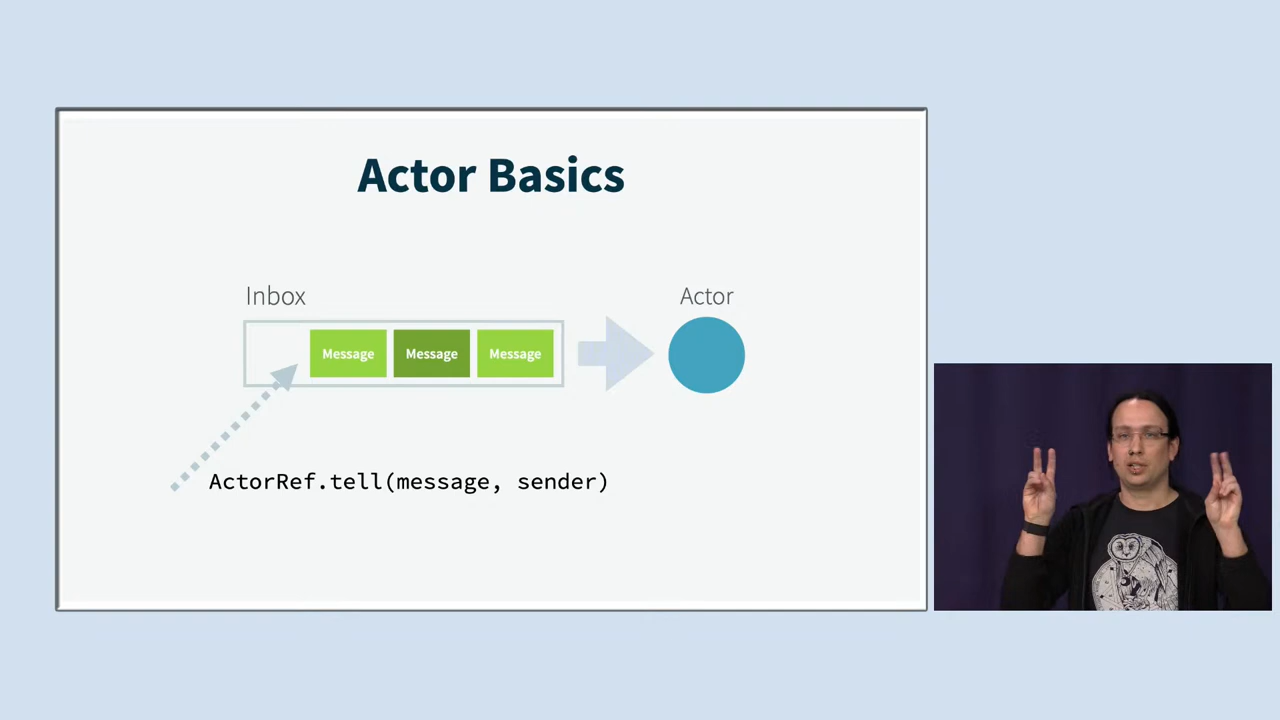 Actor Basics
Inbox
Actor
Message
Message
Message
ActorRef.tell(message, sender)